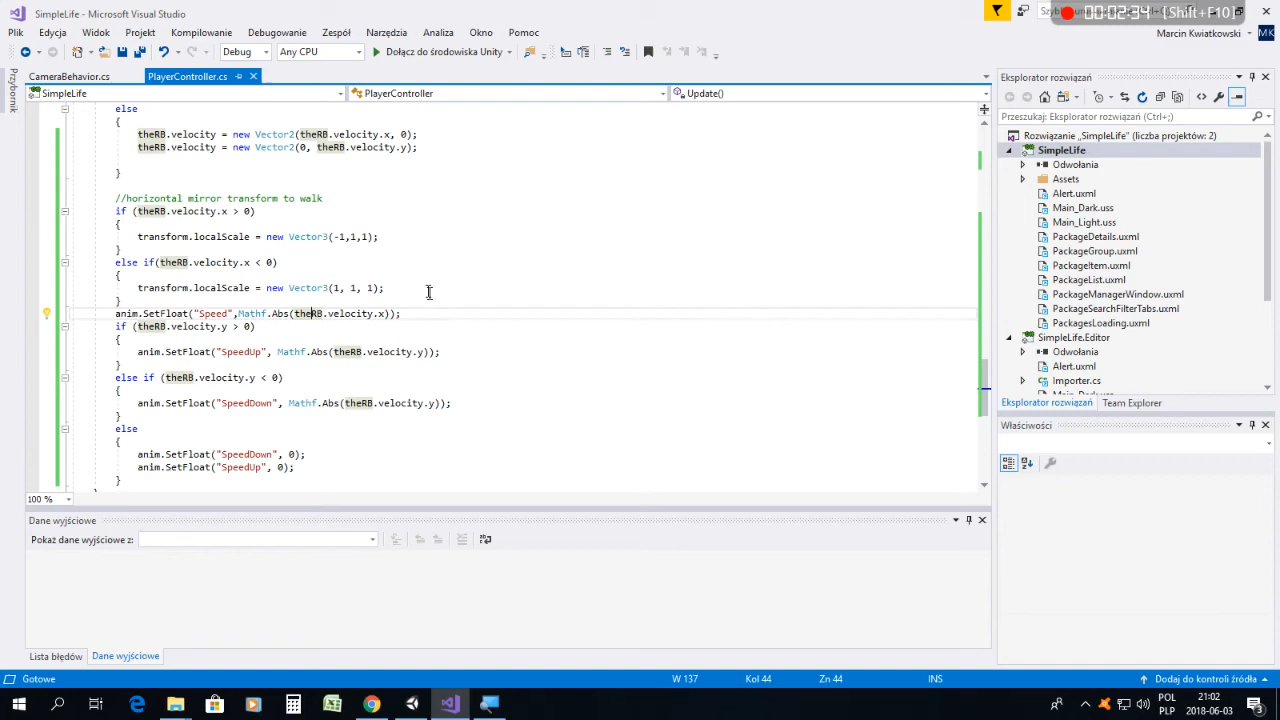 SimpleLife - Microsoft Visual Studio
00:02:34 [Shift+F10]
Plik Edycja Widok Projekt Kompilowanie Debugowanie Zespół Narzędzia Analiza Okno Pomoc
Marcin Kwiatkowski MK
Debug Any CPU Dołącz do środowiska Unity
CameraBehavior.cs PlayerController.cs
Przybornik
SimpleLife PlayerController Update()
else
{
theRB.velocity = new Vector2(theRB.velocity.x, 0);
theRB.velocity = new Vector2(0, theRB.velocity.y);
}
//horizontal mirror transform to walk
if (theRB.velocity.x > 0)
{
transform.localScale = new Vector3(-1,1,1);
}
else if(theRB.velocity.x < 0)
{
transform.localScale = new Vector3(1, 1, 1);
}
anim.SetFloat("Speed",Mathf.Abs(theRB.velocity.x));
if (theRB.velocity.y > 0)
{
anim.SetFloat("SpeedUp", Mathf.Abs(theRB.velocity.y));
}
else if (theRB.velocity.y < 0)
{
anim.SetFloat("SpeedDown", Mathf.Abs(theRB.velocity.y));
}
else
{
anim.SetFloat("SpeedDown", 0);
anim.SetFloat("SpeedUp", 0);
}
100 %
Dane wyjściowe
Pokaż dane wyjściowe z:
Lista błędów Dane wyjściowe
Eksplorator rozwiązań
Przeszukaj: Eksplorator rozwiązań (Ctrl+;)
Rozwiązanie „SimpleLife" (liczba projektów: 2)
SimpleLife
Odwołania
Assets
Alert.uxml
Main_Dark.uss
Main_Light.uss
PackageDetails.uxml
PackageGroup.uxml
PackageItem.uxml
PackageList.uxml
PackageManagerWindow.uxml
PackageSearchFilterTabs.uxml
PackagesLoading.uxml
SimpleLife.Editor
Odwołania
Alert.uxml
Importer.cs
Eksplorator rozwiązań Team Explorer
Właściwości
Gotowe W 137 Kol 44 Zn 44 INS Dodaj do kontroli źródła
POL 21:02
PLP 2018-06-03 3